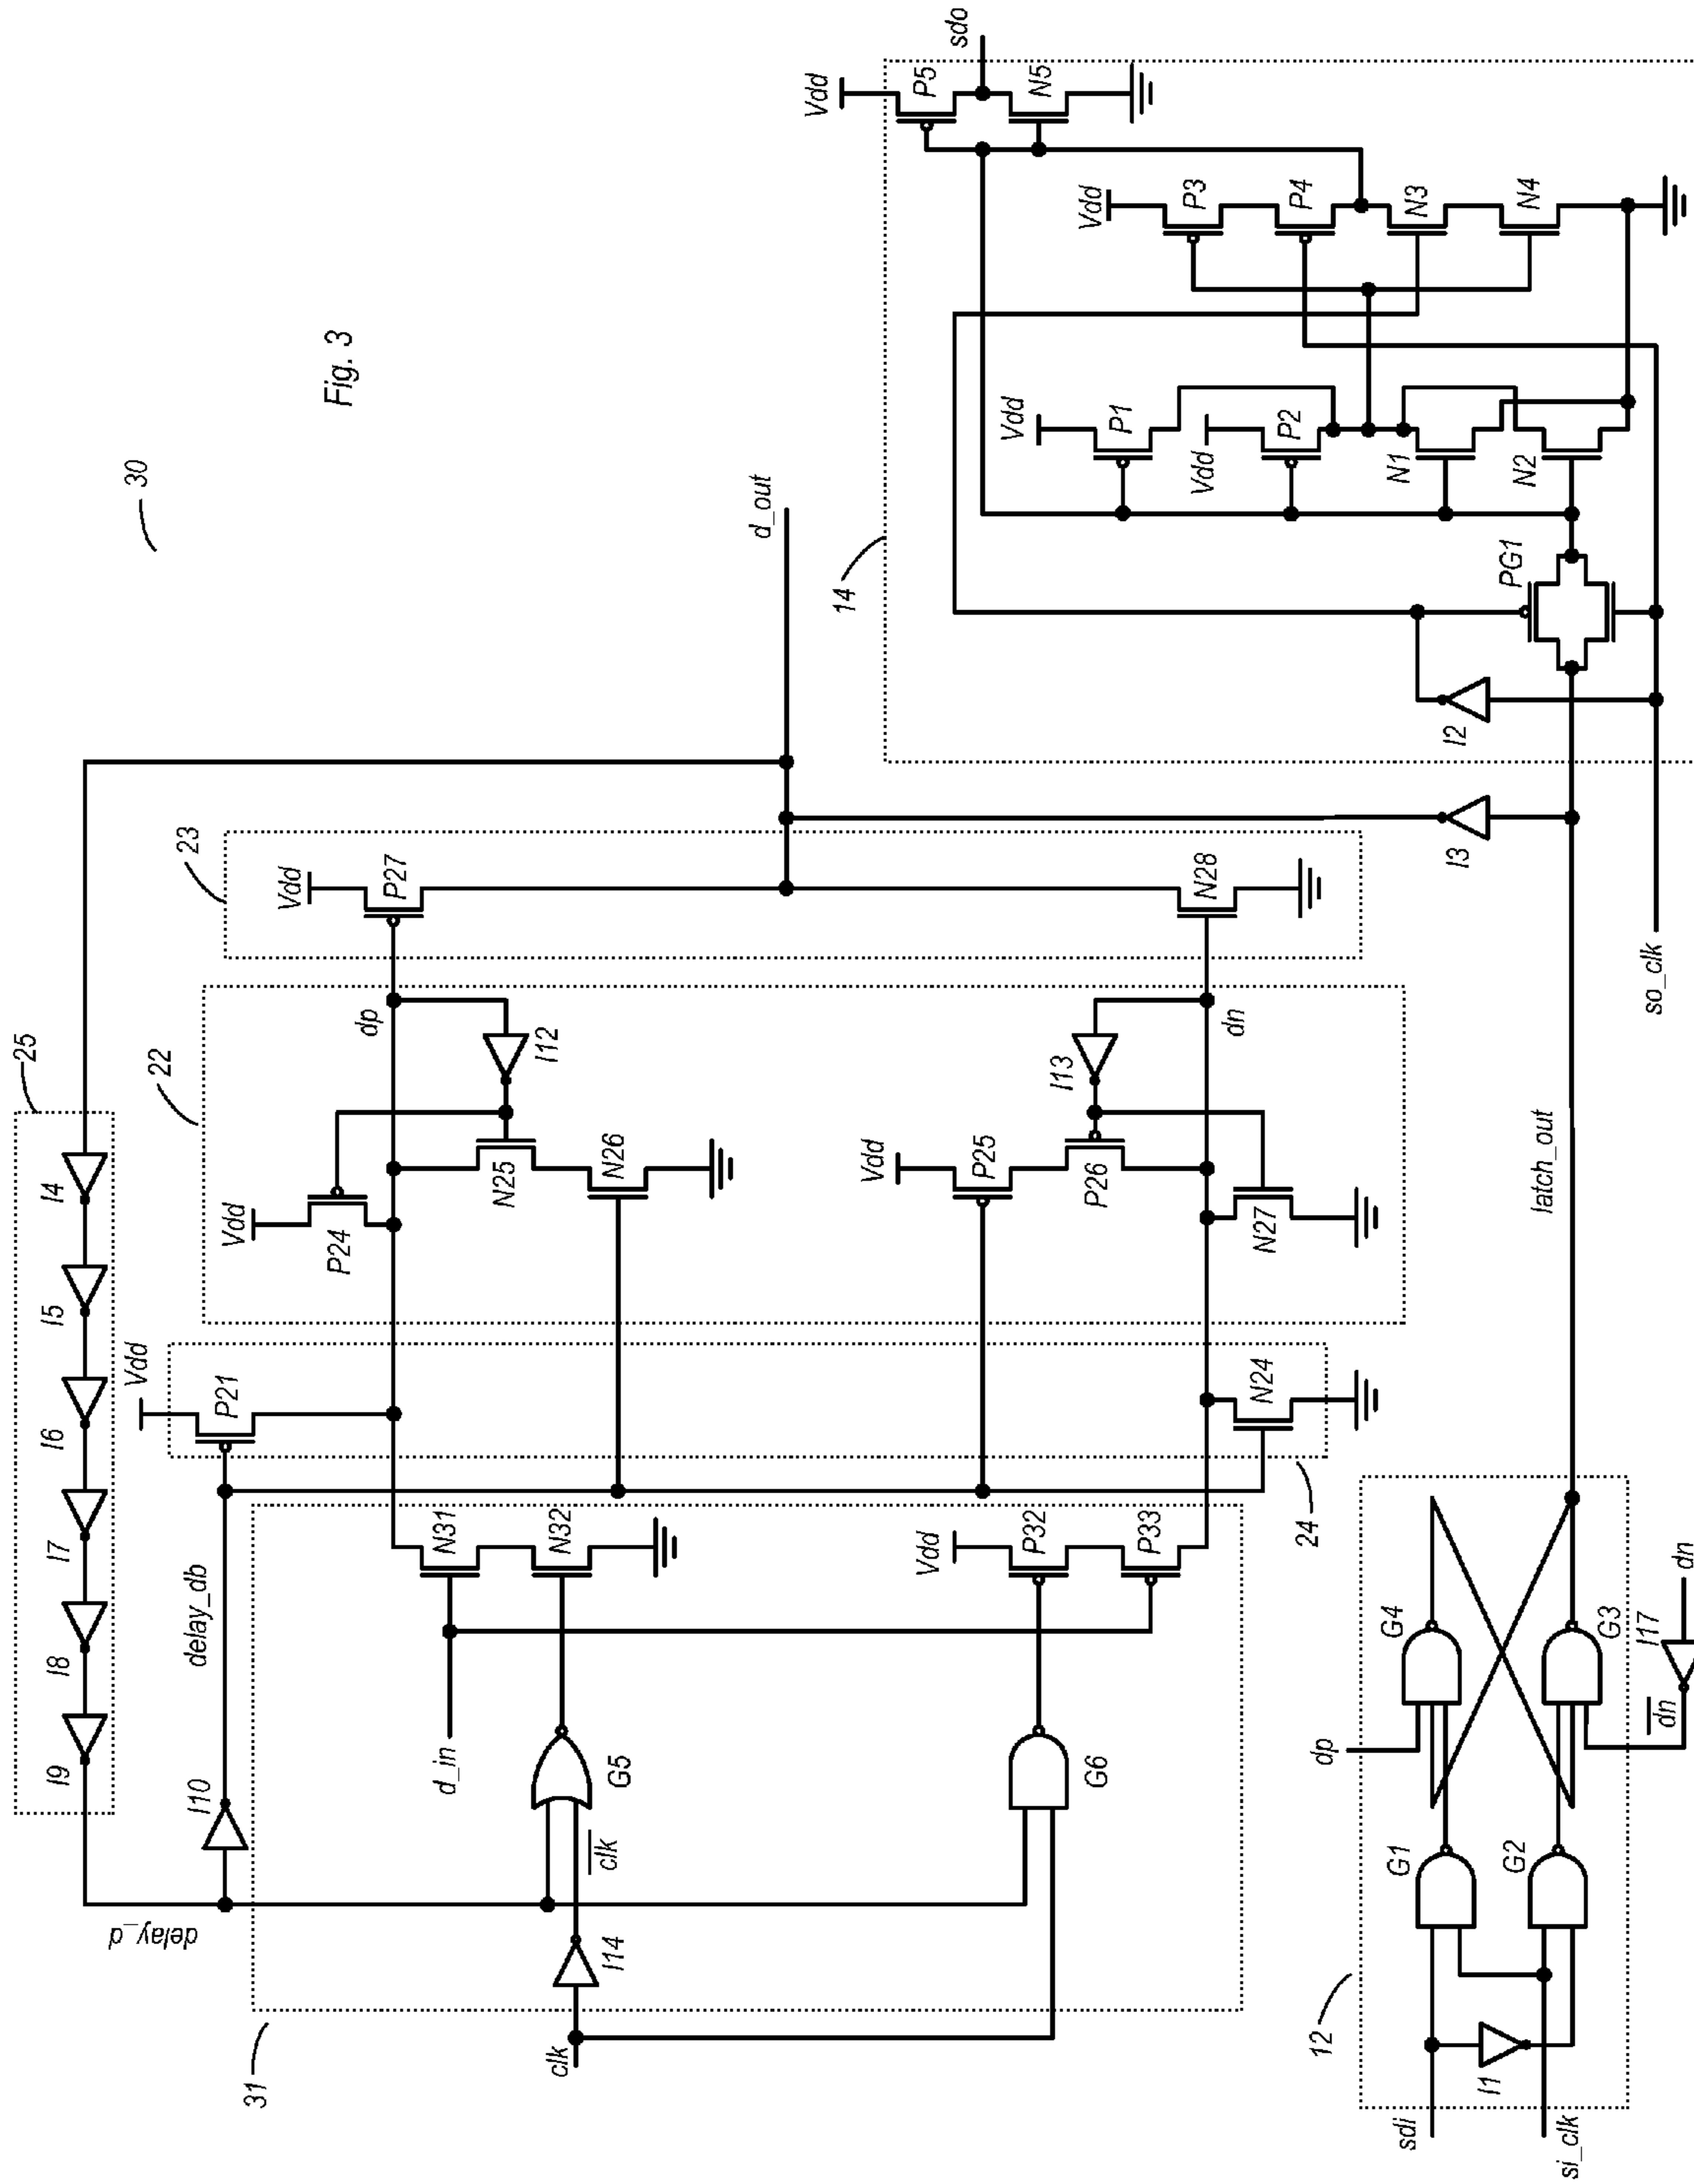 Fig. 3
30
25
I9
I8
I7
I6
I5
I4
delay_d
I10
delay_db
Vdd
P21
24
31
clk
I14
clk
G5
G6
d_in
N31
N32
Vdd
P32
P33
N24
22
Vdd
P24
dp
I12
N25
N26
Vdd
P25
P26
I13
N27
dn
23
Vdd
P27
N28
d_out
12
sdi
si_clk
I1
G1
G2
dp
G4
G3
dn
I17
dn
latch_out
I3
so_clk
14
I2
PG1
Vdd
P1
Vdd
P2
N1
N2
Vdd
P3
P4
N3
N4
Vdd
P5
N5
sdo